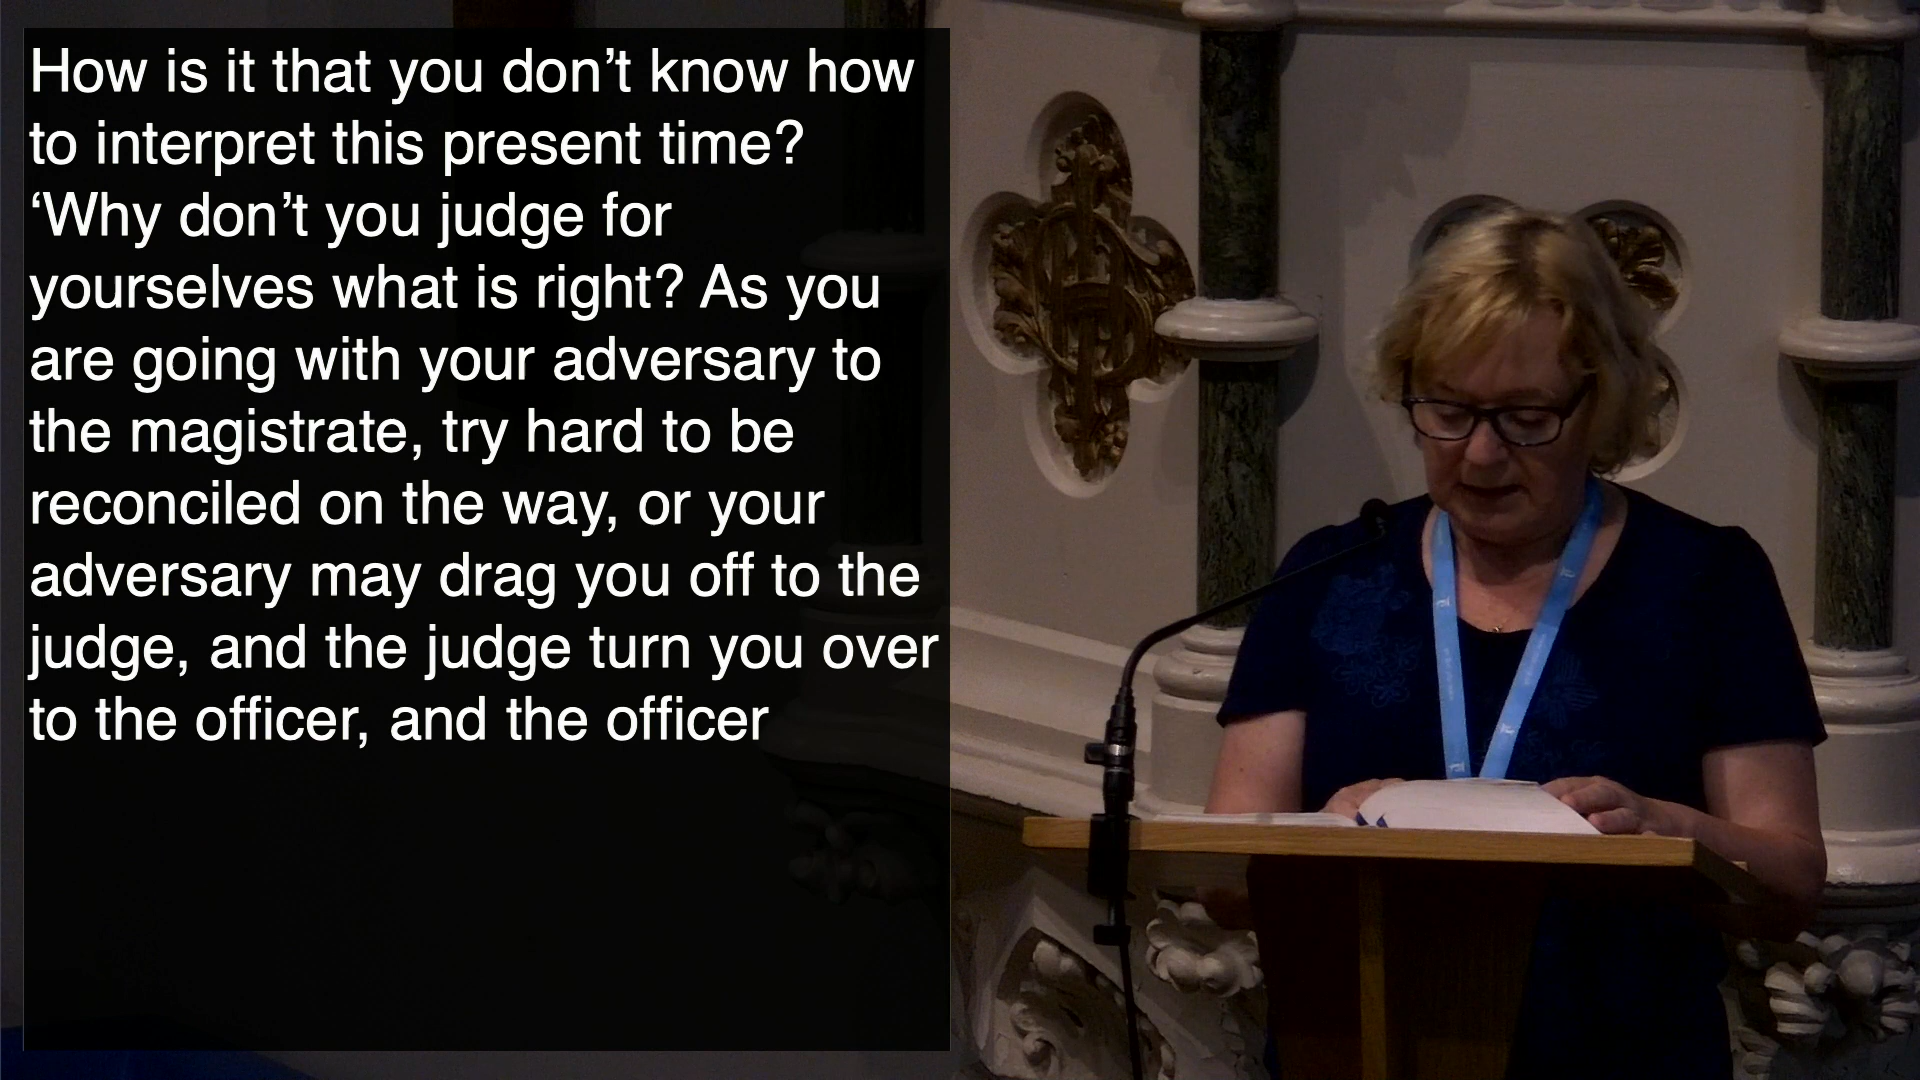 How is it that you don’t know how
to interpret this present time?
‘Why don’t you judge for
yourselves what is right? As you
are going with your adversary to
the magistrate, try hard to be
reconciled on the way, or your
adversary may drag you off to the
judge, and the judge turn you over
to the officer, and the officer